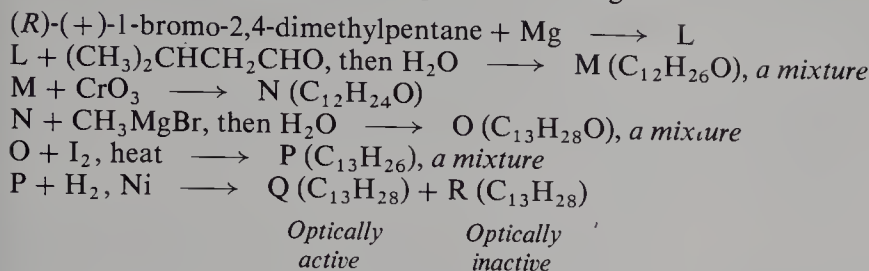 (R)-(+)-1-bromo-2,4-dimethylpentane + Mg ⟶ L
L + (CH₃)₂CHCH₂CHO, then H₂O ⟶ M (C₁₂H₂₆O), a mixture
M + CrO₃ ⟶ N (C₁₂H₂₄O)
N + CH₃MgBr, then H₂O ⟶ O (C₁₃H₂₈O), a mixture
O + I₂, heat ⟶ P (C₁₃H₂₆), a mixture
P + H₂, Ni ⟶ Q (C₁₃H₂₈) + R (C₁₃H₂₈)
Optically Optically
active inactive